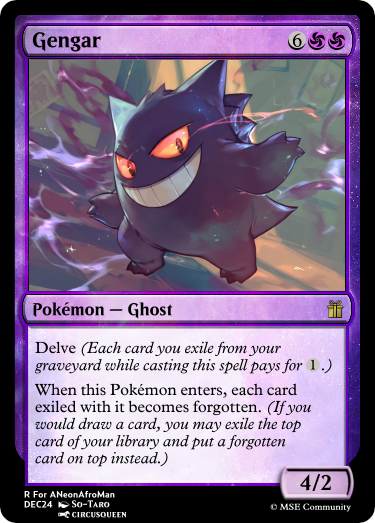 Gengar 6
Pokémon — Ghost
Delve (Each card you exile from your
graveyard while casting this spell pays for 1.)
When this Pokémon enters, each card
exiled with it becomes forgotten. (If you
would draw a card, you may exile the top
card of your library and put a forgotten
card on top instead.)
4/2
R For ANeonAfroMan
DEC24 So-Taro
circusqueen
© MSE Community